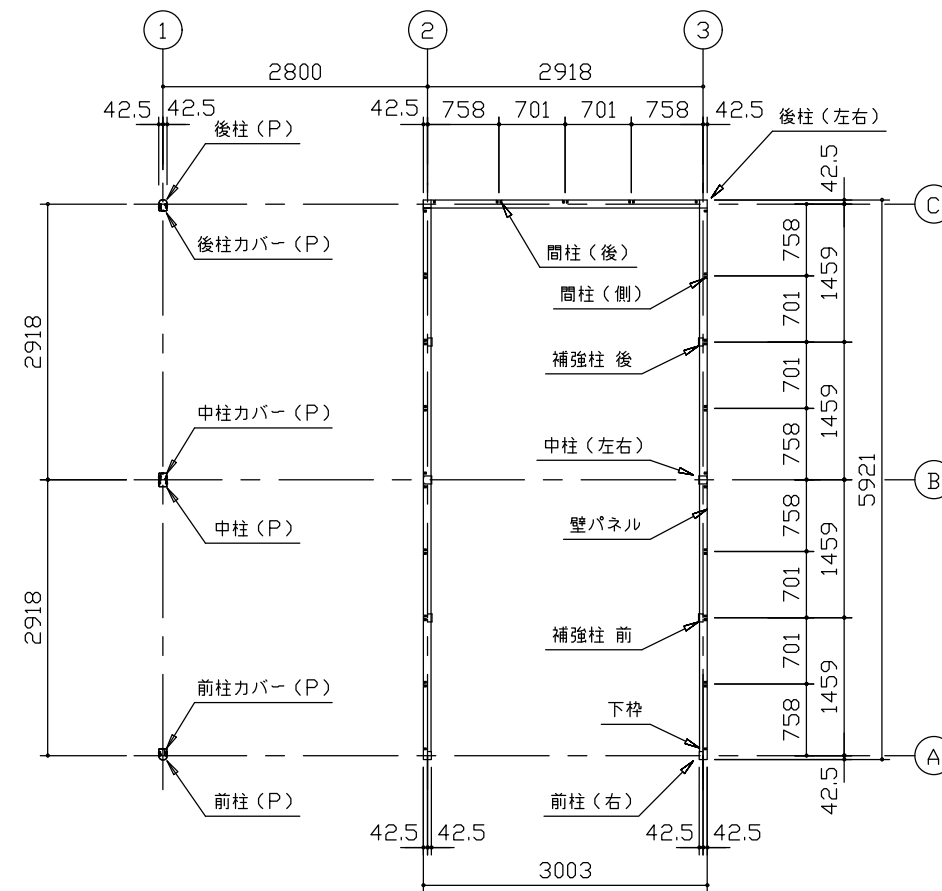 1
2
3
2800
2918
42.5
42.5
42.5
758
701
701
758
42.5
後柱（P）
後柱（左右）
42.5
C
後柱カバー（P）
間柱（後）
758
1459
間柱（側）
701
2918
補強柱 後
701
1459
中柱カバー（P）
中柱（左右）
758
5921
B
中柱（P）
壁パネル
758
1459
701
2918
補強柱 前
701
1459
前柱カバー（P）
下枠
758
A
前柱（P）
前柱（右）
42.5
42.5
42.5
42.5
42.5
3003